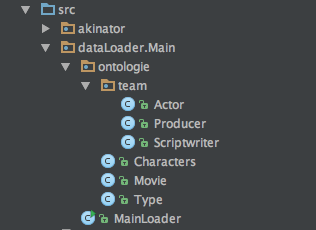 src
akinator
dataLoader.Main
ontologie
team
Actor
Producer
Scriptwriter
Characters
Movie
Type
MainLoader